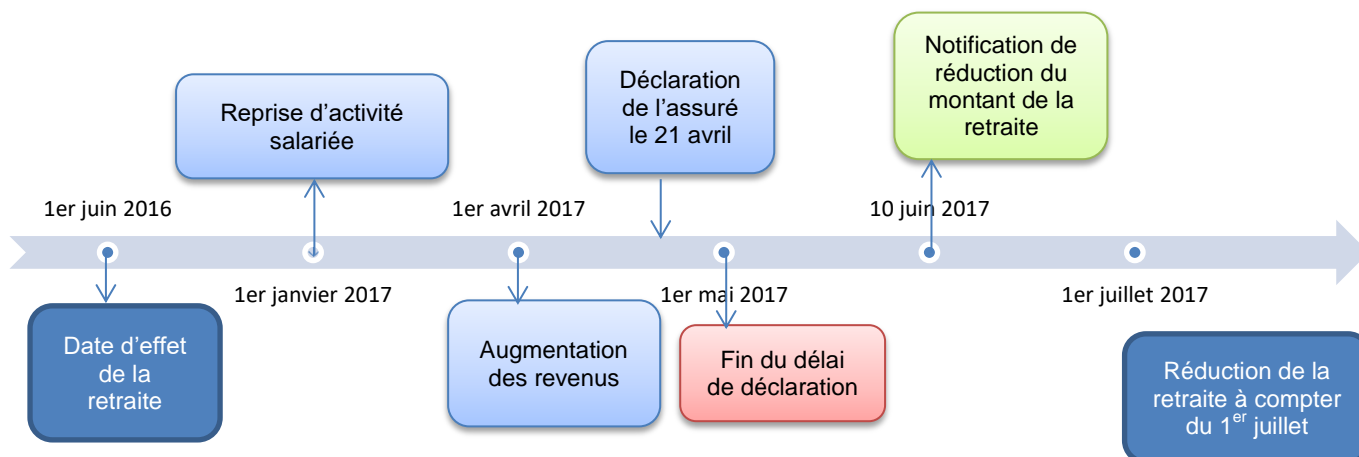 Reprise d'activité
salariée
Déclaration
de l'assuré
le 21 avril
Notification de
réduction du
montant de la
retraite
1er juin 2016
1er avril 2017
10 juin 2017
1er janvier 2017
1er mai 2017
1er juillet 2017
Date d'effet
de la
retraite
Augmentation
des revenus
Fin du délai
de déclaration
Réduction de la
retraite à compter
du 1er juillet